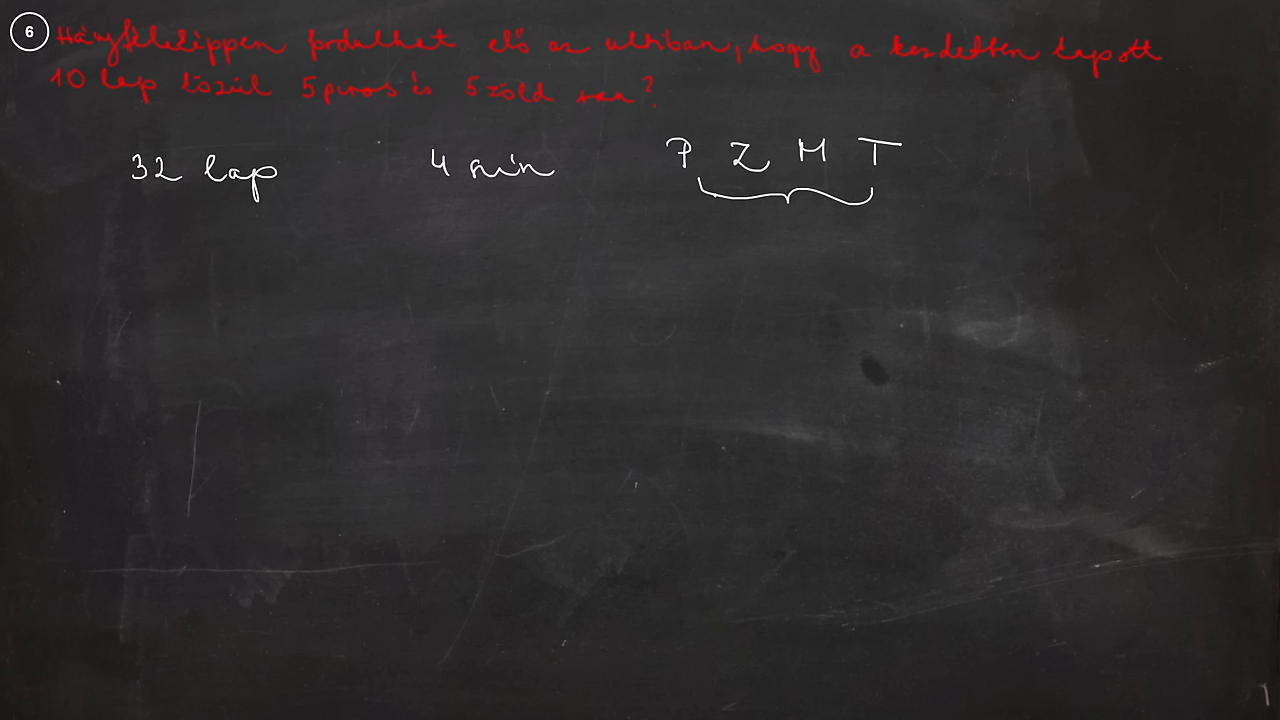 6 Hányféleképpen fordulhat elő az ultiban, hogy a kezdetben kapott
10 lap közül 5 piros és 5 zöld van?
32 lap 4 szín P Z M T